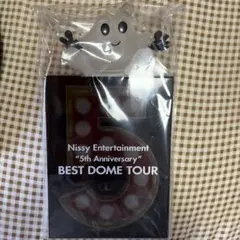 Nissy Entertainment
"5th Anniversary"
BEST DOME TOUR